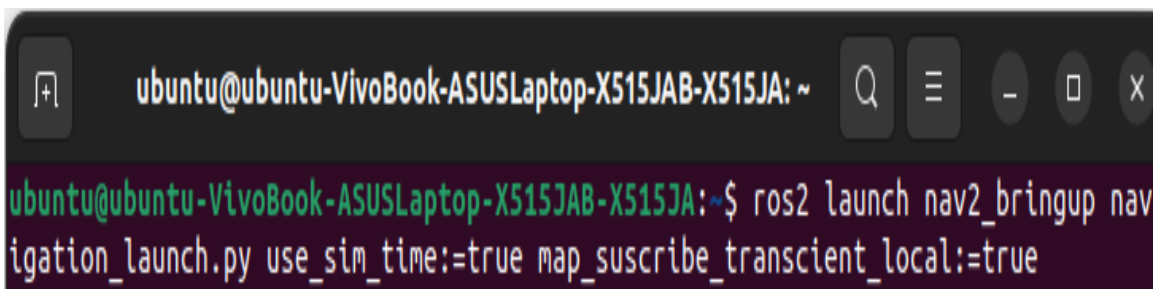 ubuntu@ubuntu-VivoBook-ASUSLaptop-X515JAB-X515JA: ~
ubuntu@ubuntu-VivoBook-ASUSLaptop-X515JAB-X515JA:~$ ros2 launch nav2_bringup nav
igation_launch.py use_sim_time:=true map_suscribe_transcient_local:=true